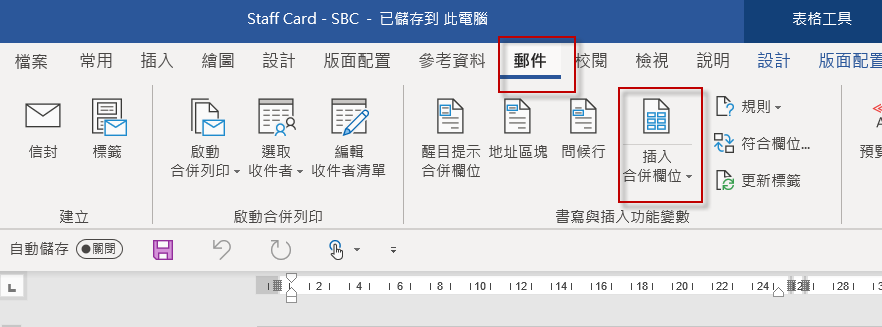 Staff Card - SBC - 已儲存到 此電腦
表格工具
檔案 常用 插入 繪圖 設計 版面配置 參考資料 郵件 校閱 檢視 說明 設計 版面配置
信封
標籤
啟動
合併列印
選取
收件者
編輯
收件者清單
醒目提示
合併欄位
地址區塊
問候行
插入
合併欄位
規則
符合欄位...
更新標籤
預覽
建立
啟動合併列印
書寫與插入功能變數
自動儲存 關閉
2 4 6 8 10 12 14 16 18 20 22 24 28